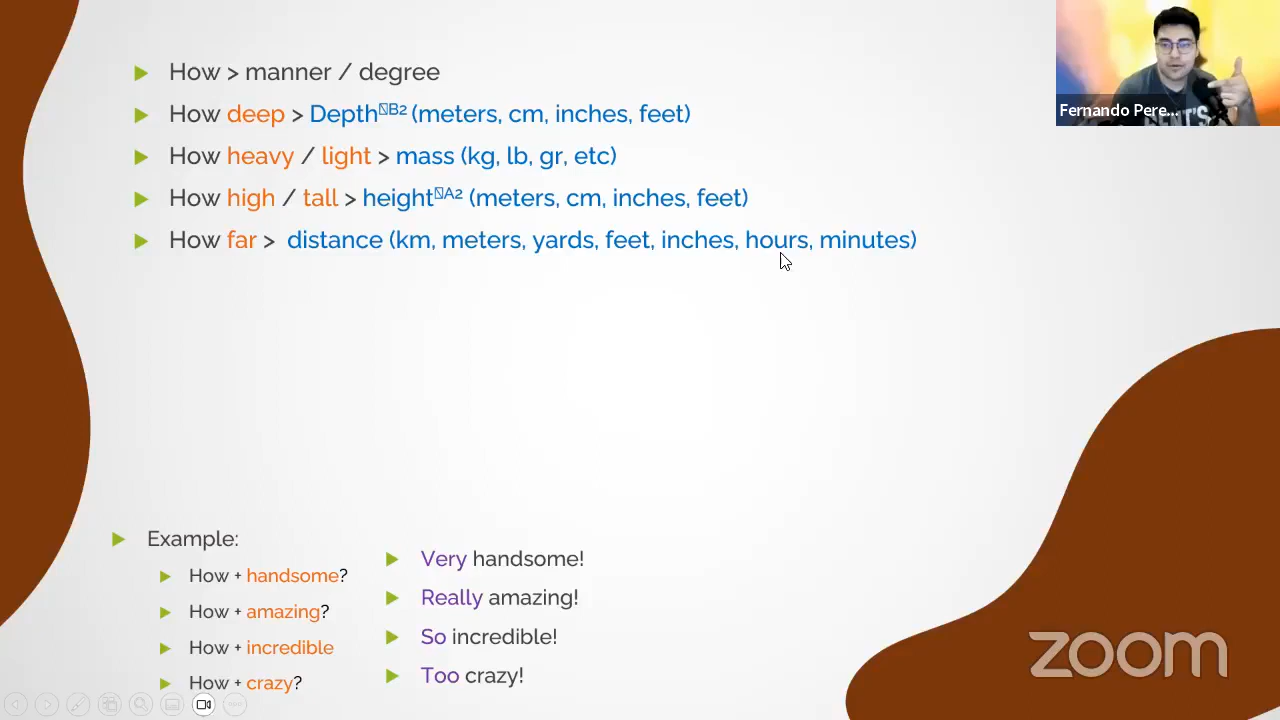 How > manner / degree
How deep > Depth B2 (meters, cm, inches, feet)
How heavy / light > mass (kg, lb, gr, etc)
How high / tall > height A2 (meters, cm, inches, feet)
How far > distance (km, meters, yards, feet, inches, hours, minutes)
Fernando Pere...
Example:
How + handsome?
How + amazing?
How + incredible
How + crazy?
Very handsome!
Really amazing!
So incredible!
Too crazy!
zoom